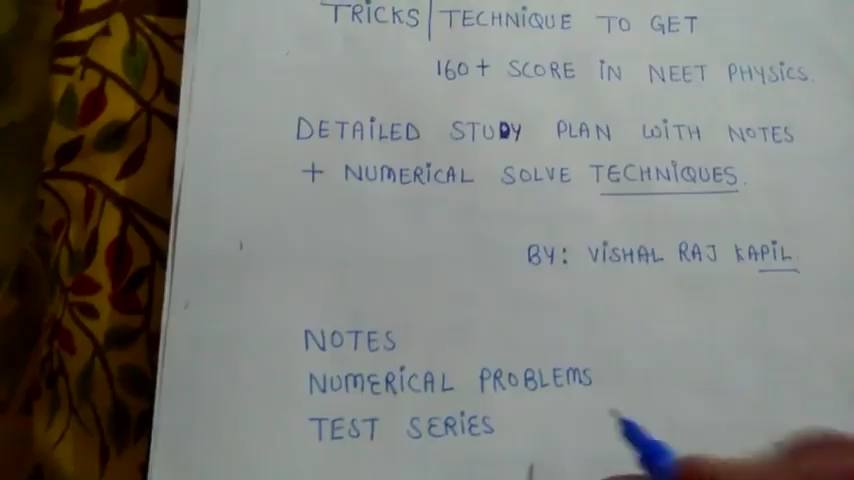 TRICKS | TECHNIQUE TO GET
160+ SCORE IN NEET PHYSICS.
DETAILED STUDY PLAN WITH NOTES
+ NUMERICAL SOLVE TECHNIQUES.
BY: VISHAL RAJ KAPIL.
NOTES
NUMERICAL PROBLEMS
TEST SERIES